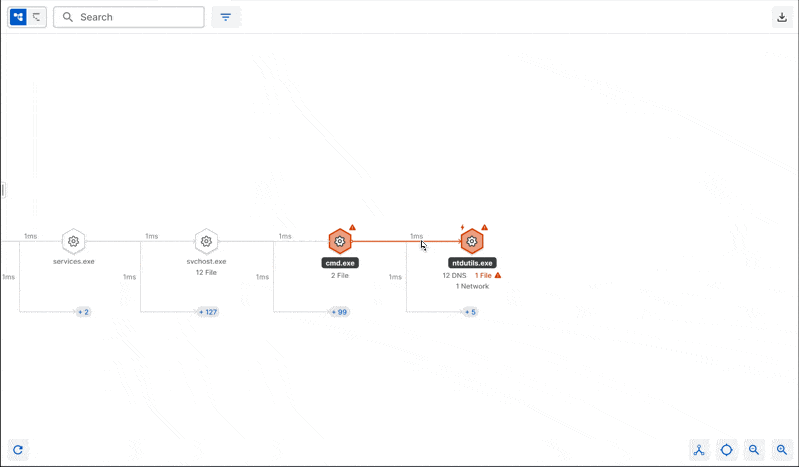 Search
1ms
1ms
1ms
1ms
services.exe
svchost.exe
12 File
cmd.exe
2 File
ntdutils.exe
12 DNS 1 File
1 Network
1ms
1ms
1ms
1ms
+ 2
+ 127
+ 99
+ 5